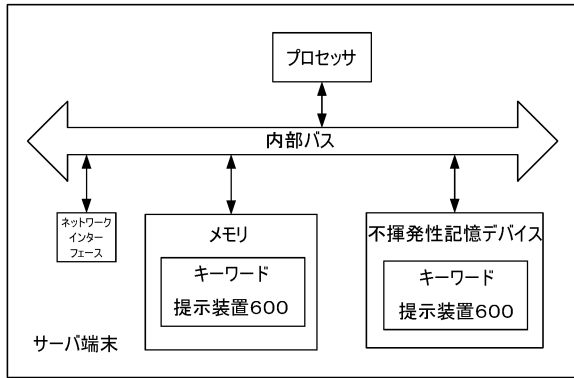 プロセッサ
内部バス
ネットワーク
インター
フェース
メモリ
キーワード
提示装置600
不揮発性記憶デバイス
キーワード
提示装置600
サーバ端末